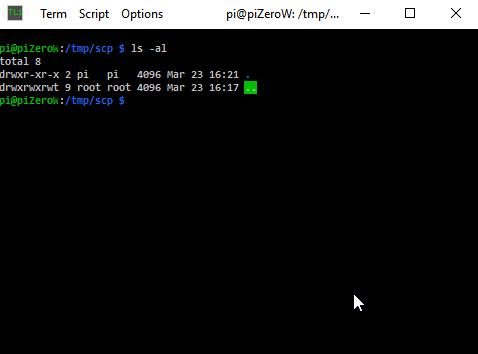 Term Script Options pi@piZeroW: /tmp/...
pi@piZeroW:/tmp/scp $ ls -al
total 8
drwxr-xr-x 2 pi   pi   4096 Mar 23 16:21 .
drwxrwxrwt 9 root root 4096 Mar 23 16:17 ..
pi@piZeroW:/tmp/scp $